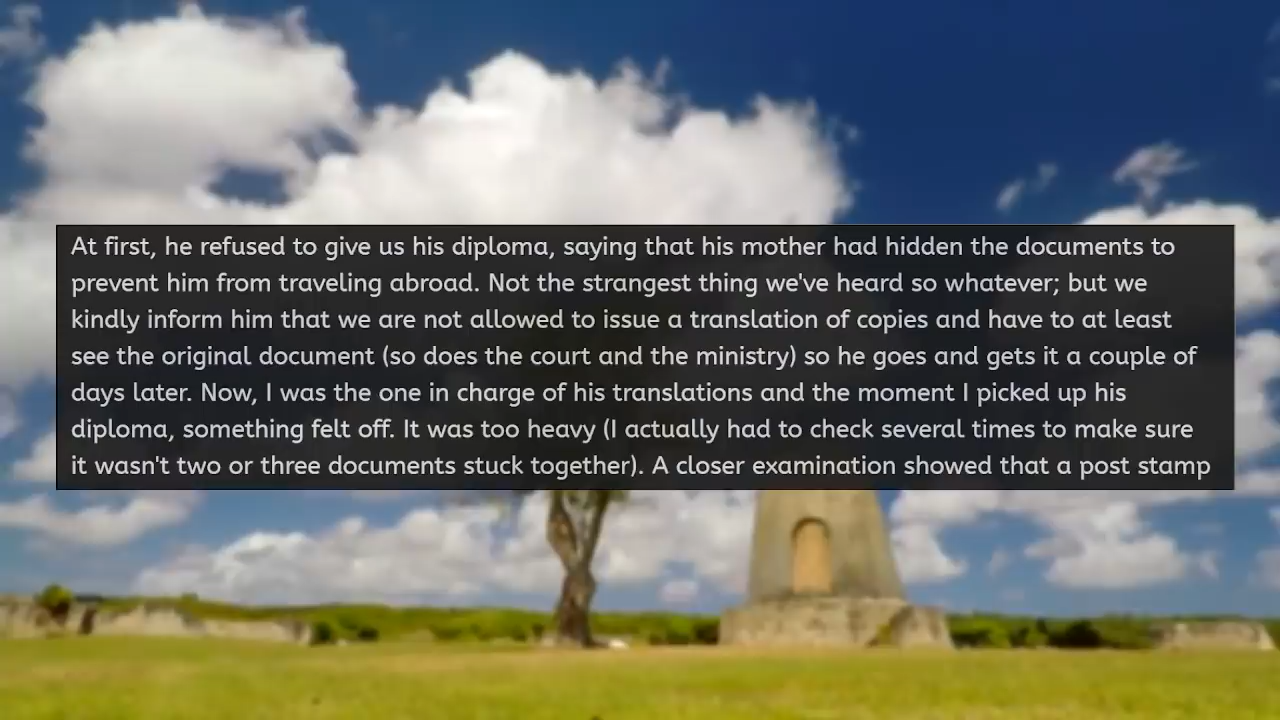 At first, he refused to give us his diploma, saying that his mother had hidden the documents to
prevent him from traveling abroad. Not the strangest thing we've heard so whatever; but we
kindly inform him that we are not allowed to issue a translation of copies and have to at least
see the original document (so does the court and the ministry) so he goes and gets it a couple of
days later. Now, I was the one in charge of his translations and the moment I picked up his
diploma, something felt off. It was too heavy (I actually had to check several times to make sure
it wasn't two or three documents stuck together). A closer examination showed that a post stamp